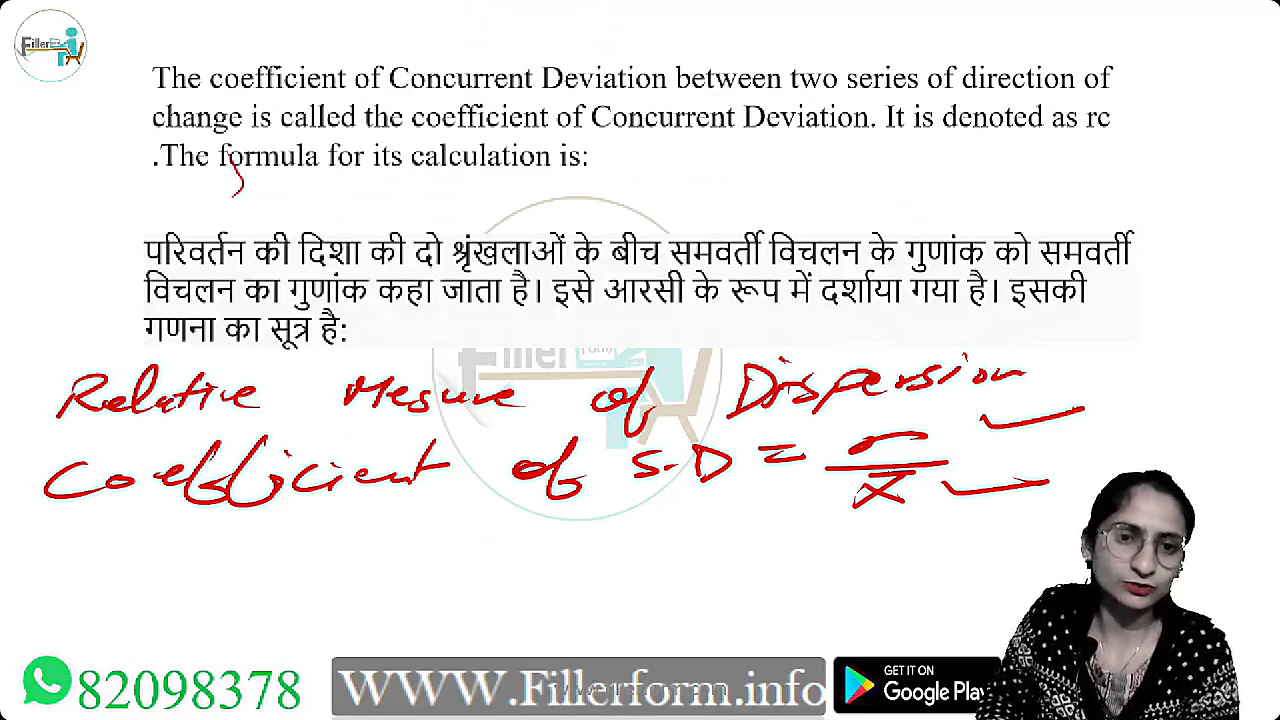 Filler Form
The coefficient of Concurrent Deviation between two series of direction of
change is called the coefficient of Concurrent Deviation. It is denoted as rc
.The formula for its calculation is:
परिवर्तन की दिशा की दो श्रृंखलाओं के बीच समवर्ती विचलन के गुणांक को समवर्ती
विचलन का गुणांक कहा जाता है। इसे आरसी के रूप में दर्शाया गया है। इसकी
गणना का सूत्र है:
Relative Mesure of Dispersion
Coefficient of S.D = σ / x̄
82098378
WWW.Fillerform.info
GET IT ON
Google Play